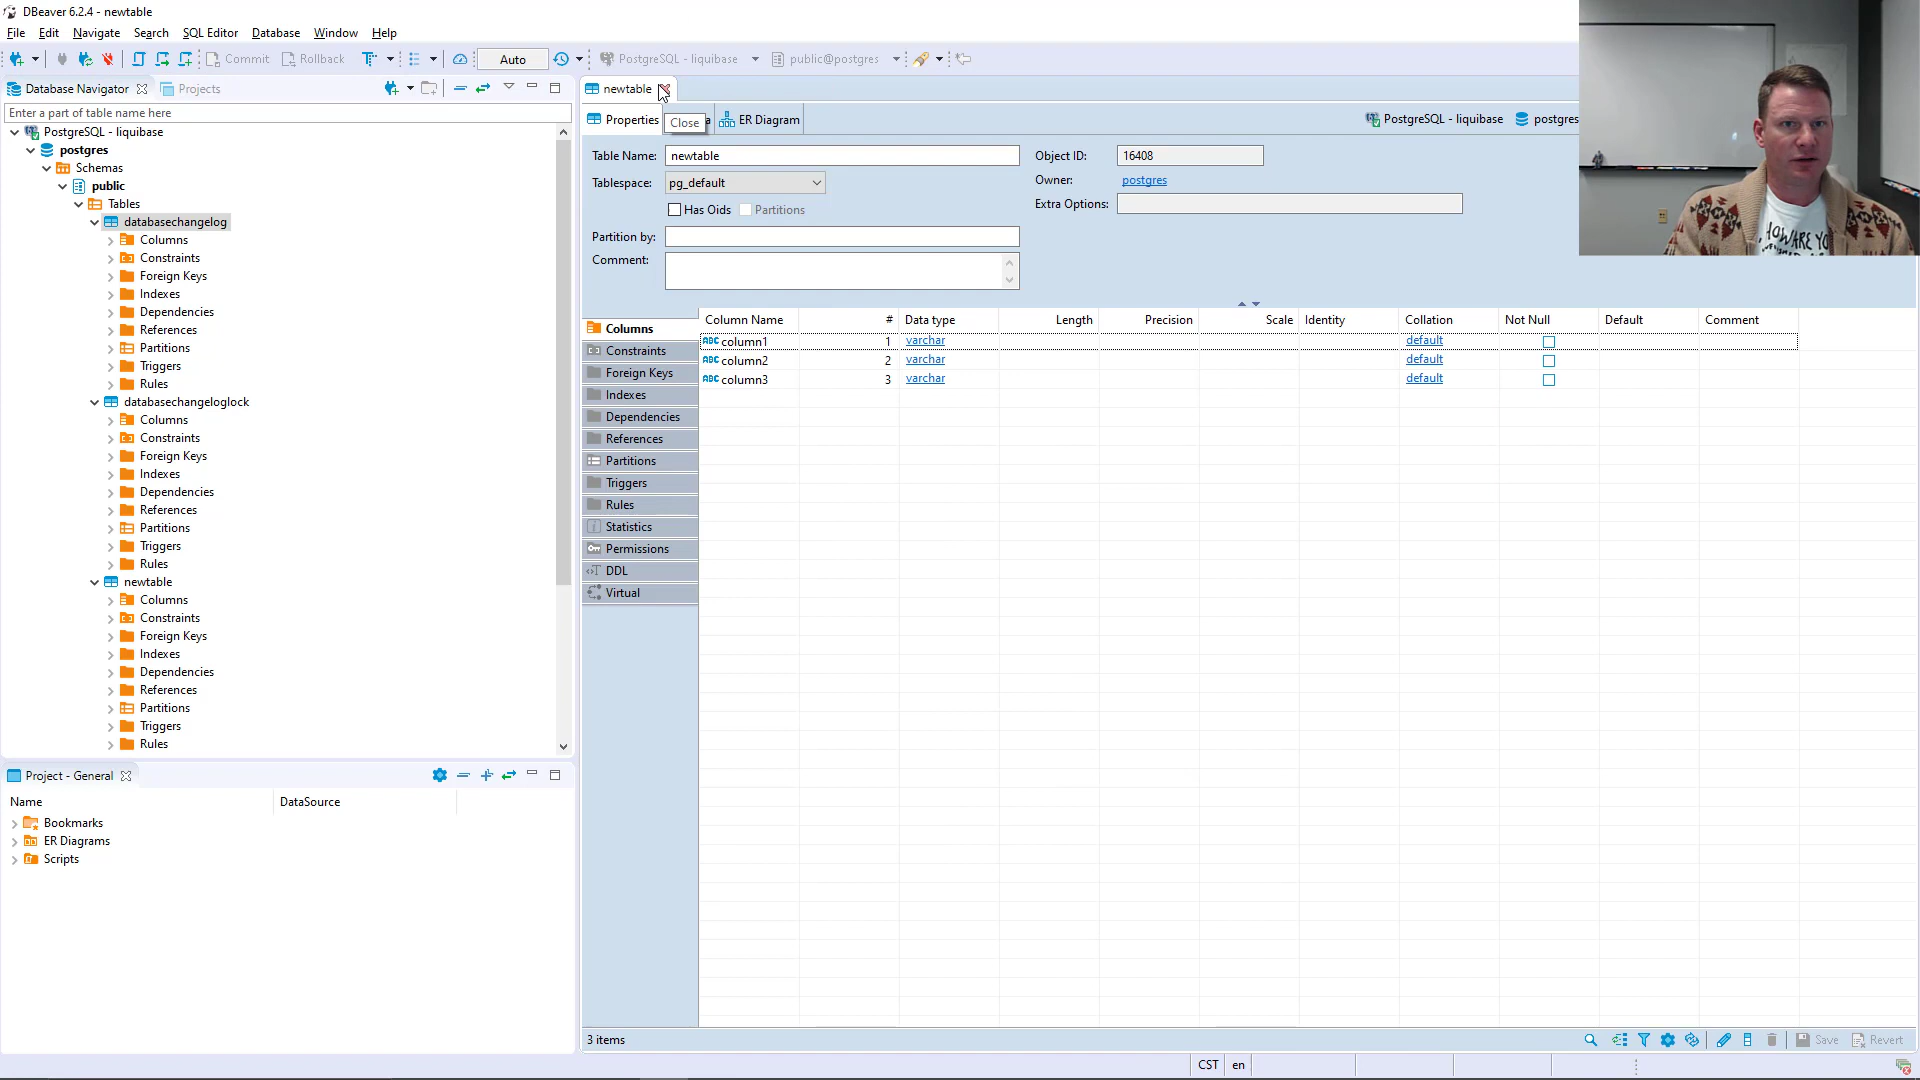 DBeaver 6.2.4 - newtable
File Edit Navigate Search SQL Editor Database Window Help
Commit Rollback Auto PostgreSQL - liquibase public@postgres
Database Navigator Projects
Enter a part of table name here
PostgreSQL - liquibase
postgres
Schemas
public
Tables
databasechangelog
Columns
Constraints
Foreign Keys
Indexes
Dependencies
References
Partitions
Triggers
Rules
databasechangeloglock
Columns
Constraints
Foreign Keys
Indexes
Dependencies
References
Partitions
Triggers
Rules
newtable
Columns
Constraints
Foreign Keys
Indexes
Dependencies
References
Partitions
Triggers
Rules
Project - General
Name DataSource
Bookmarks
ER Diagrams
Scripts
newtable
Properties a ER Diagram PostgreSQL - liquibase postgres
Close
Table Name: newtable Object ID: 16408
Tablespace: pg_default Owner: postgres
Has Oids Partitions Extra Options:
Partition by:
Comment:
Columns
Constraints
Foreign Keys
Indexes
Dependencies
References
Partitions
Triggers
Rules
Statistics
Permissions
DDL
Virtual
Column Name # Data type Length Precision Scale Identity Collation Not Null Default Comment
ABC column1 1 varchar default
ABC column2 2 varchar default
ABC column3 3 varchar default
3 items Save Revert
CST en
HOW ARE YOU